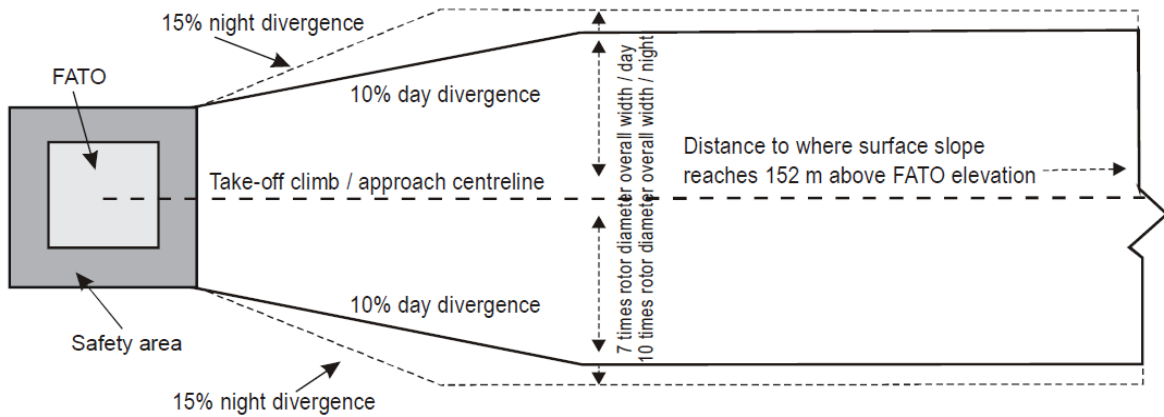 15% night divergence
FATO
10% day divergence
7 times rotor diameter overall width / day
10 times rotor diameter overall width / night
Distance to where surface slope
reaches 152 m above FATO elevation
Take-off climb / approach centreline
10% day divergence
Safety area
15% night divergence